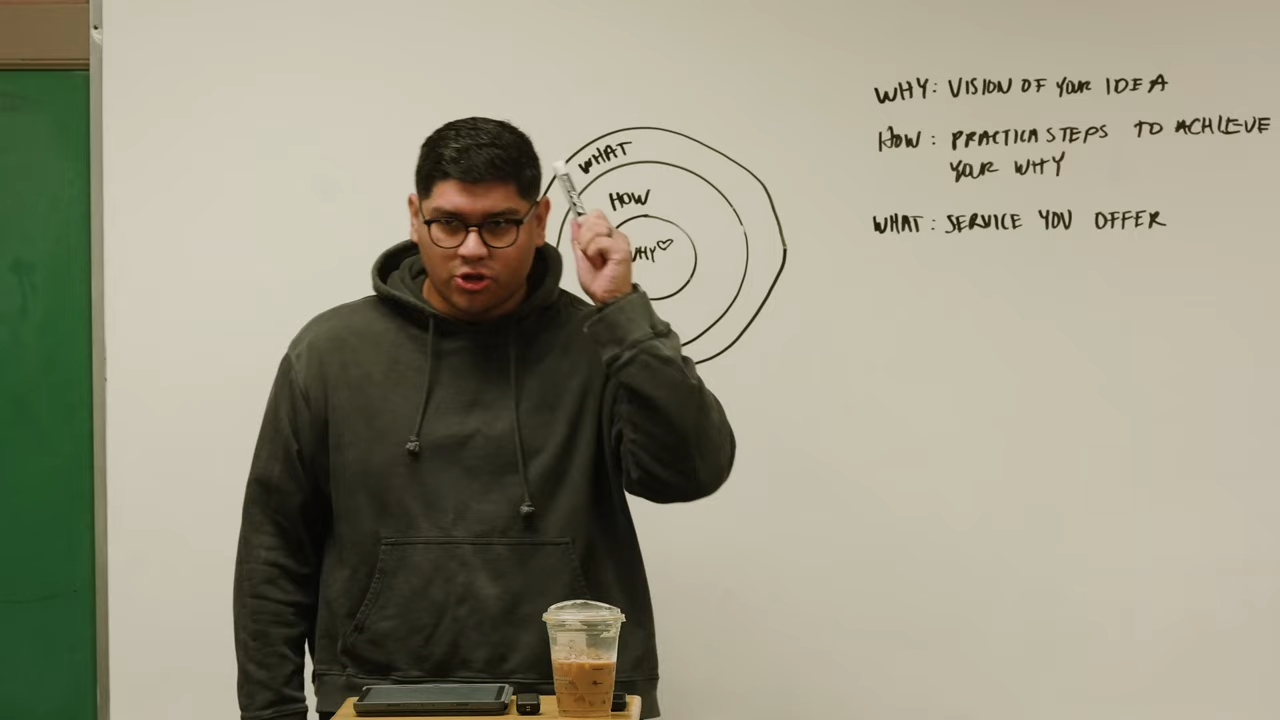 WHAT
HOW
WHY♡
WHY: VISION OF YOUR IDEA
HOW: PRACTICA STEPS TO ACHIEVE
YOUR WHY
WHAT: SERVICE YOU OFFER